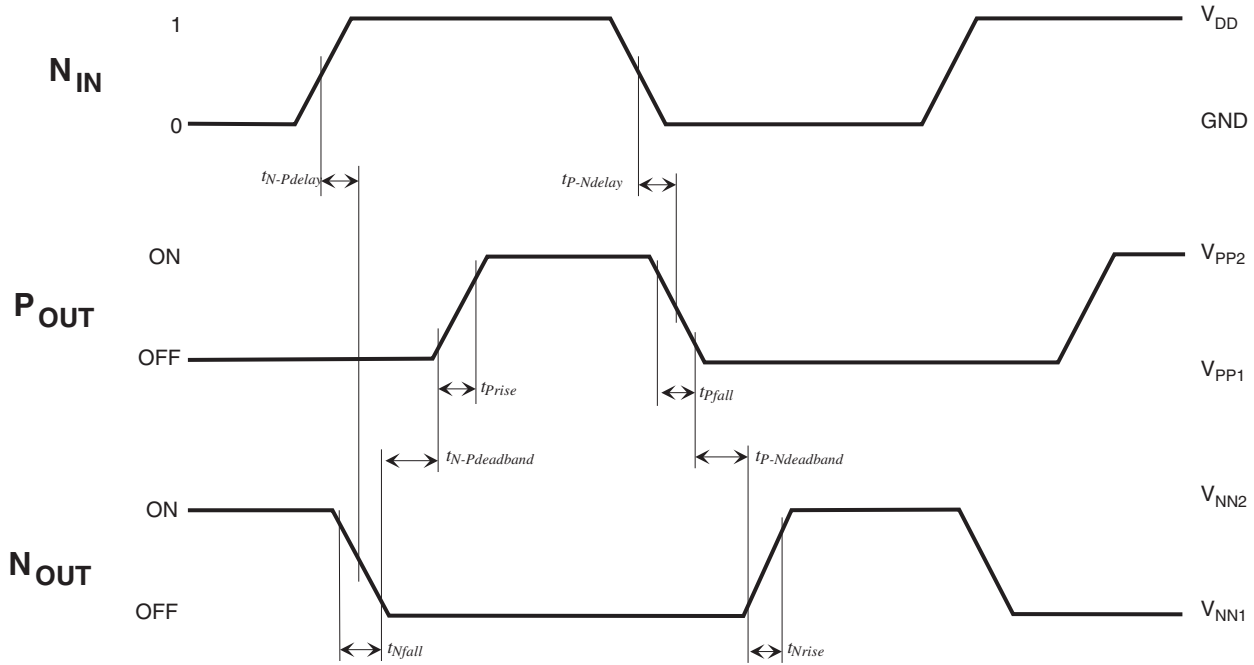 1 V_DD
N_IN
0 GND
t_N-Pdelay t_P-Ndelay
ON V_PP2
P_OUT
OFF V_PP1
t_Prise t_Pfall
t_N-Pdeadband t_P-Ndeadband
ON V_NN2
N_OUT
OFF V_NN1
t_Nfall t_Nrise